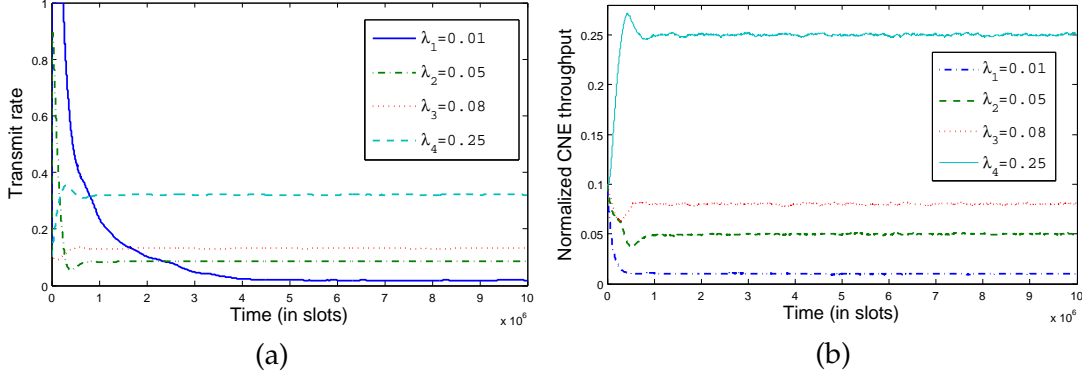 1
0.8
0.6
0.4
0.2
0
Transmit rate
λ1=0.01
λ2=0.05
λ3=0.08
λ4=0.25
0 1 2 3 4 5 6 7 8 9 10
Time (in slots)
x 10^6
(a)
0.25
0.2
0.15
0.1
0.05
0
Normalized CNE throughput
λ1=0.01
λ2=0.05
λ3=0.08
λ4=0.25
0 1 2 3 4 5 6 7 8 9 10
Time (in slots)
x 10^6
(b)